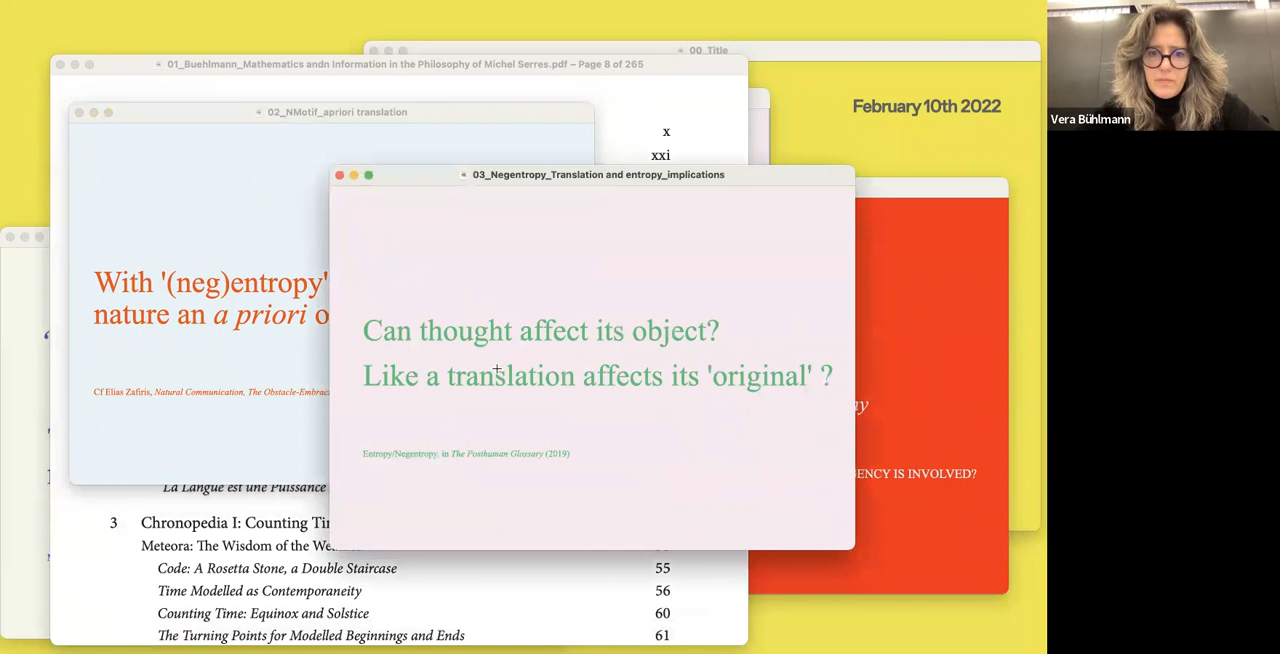 00_Title
01_Buehlmann_Mathematics andn Information in the Philosophy of Michel Serres.pdf – Page 8 of 265
February 10th 2022
Vera Bühlmann
02_NMotif_apriori translation
x
xxi
03_Negentropy_Translation and entropy_implications
With '(neg)entropy'
nature an a priori o
Cf Elias Zafiris, Natural Communication, The Obstacle-Embrac
Can thought affect its object?
Like a translation affects its 'original' ?
Entropy/Negentropy, in The Posthuman Glossary (2019)
ay
GENCY IS INVOLVED?
La Langue est une Puissance
3 Chronopedia I: Counting Ti
Meteora: The Wisdom of the We
Code: A Rosetta Stone, a Double Staircase 55
Time Modelled as Contemporaneity 56
Counting Time: Equinox and Solstice 60
The Turning Points for Modelled Beginnings and Ends 61